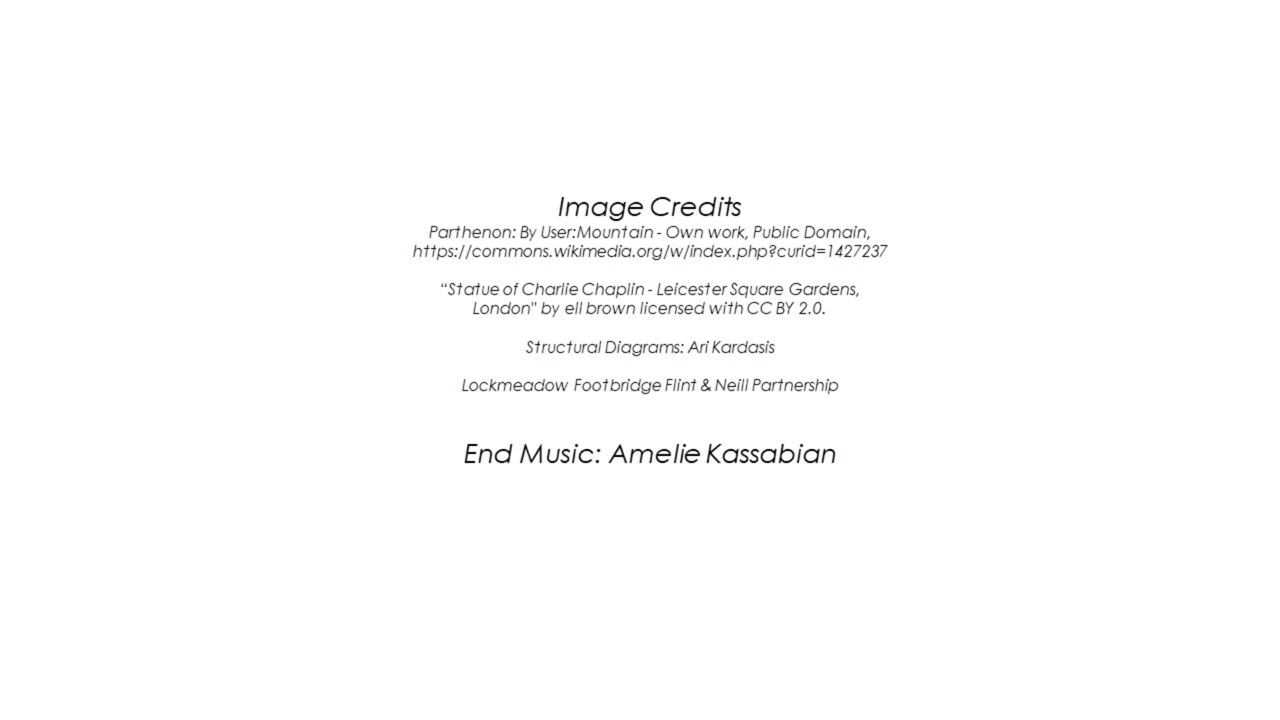 Image Credits
Parthenon: By User:Mountain - Own work, Public Domain,
https://commons.wikimedia.org/w/index.php?curid=1427237
“Statue of Charlie Chaplin - Leicester Square Gardens,
London" by ell brown licensed with CC BY 2.0.
Structural Diagrams: Ari Kardasis
Lockmeadow Footbridge Flint & Neill Partnership
End Music: Amelie Kassabian